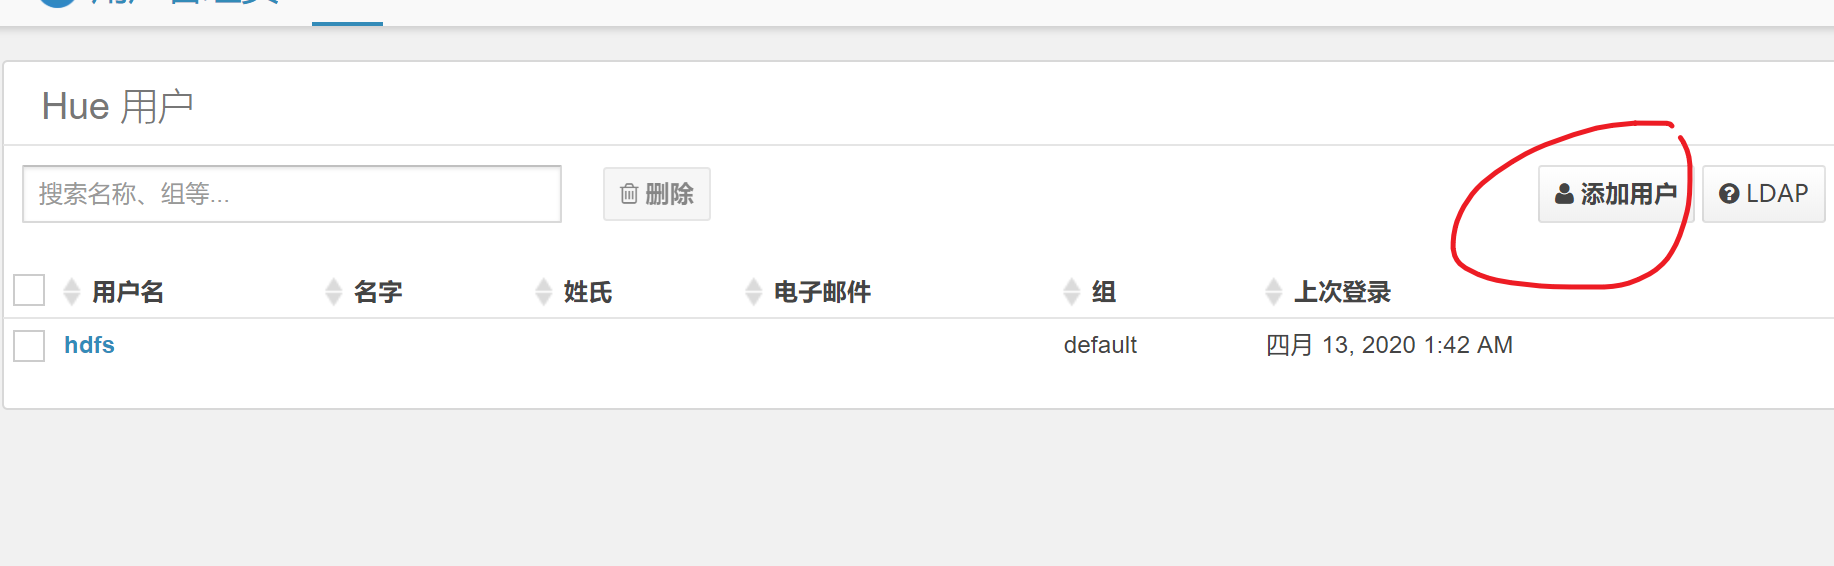 Hue 用户
搜索名称、组等... 删除 添加用户 LDAP
用户名 名字 姓氏 电子邮件 组 上次登录
hdfs default 四月 13, 2020 1:42 AM